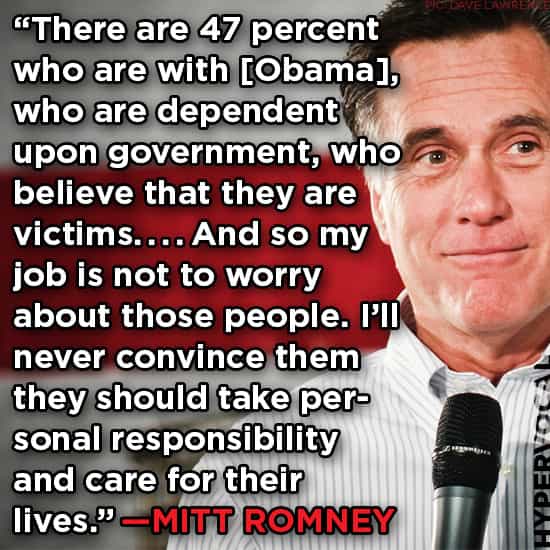 PIC: DAVE LAWRENCE
“There are 47 percent
who are with [Obama],
who are dependent
upon government, who
believe that they are
victims.... And so my
job is not to worry
about those people. I’ll
never convince them
they should take per-
sonal responsibility
and care for their
lives.” —MITT ROMNEY
SENNHEISER
HYPERVOCAL